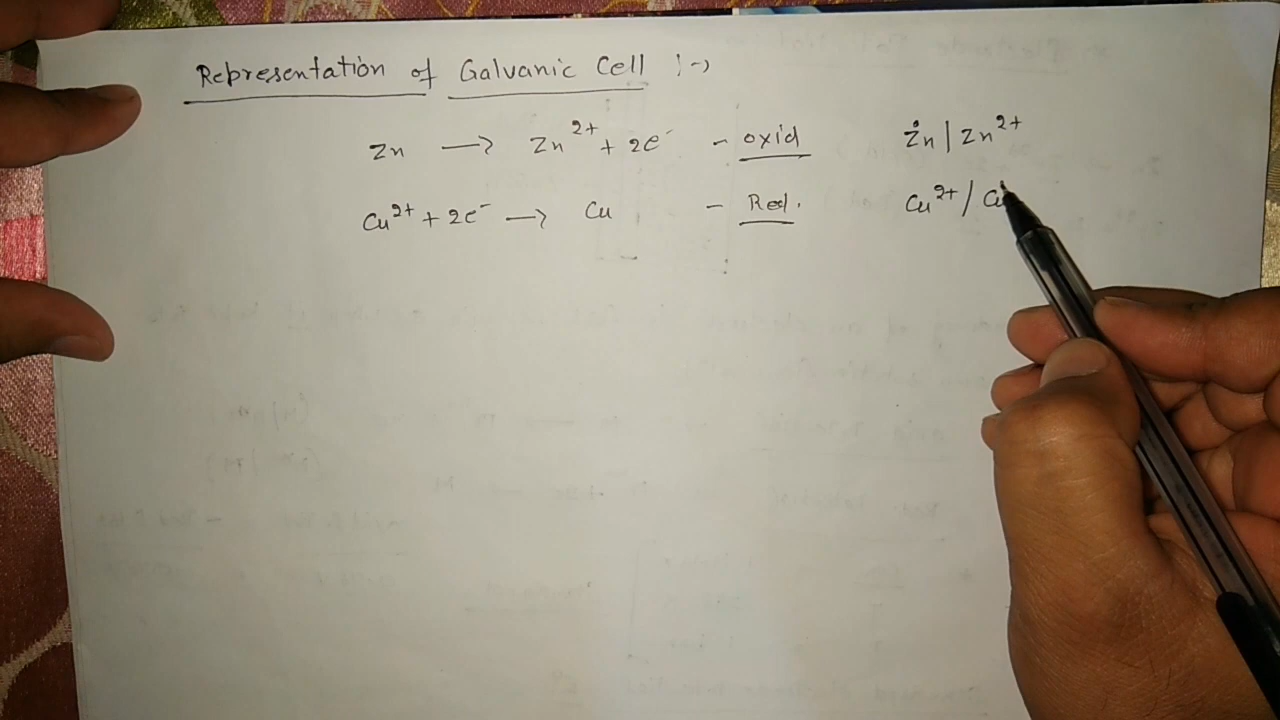 Representation of Galvanic Cell :->
Zn → Zn²⁺ + 2e⁻ - oxid Zn | Zn²⁺
Cu²⁺ + 2e⁻ → Cu - Red. Cu²⁺ / Cu